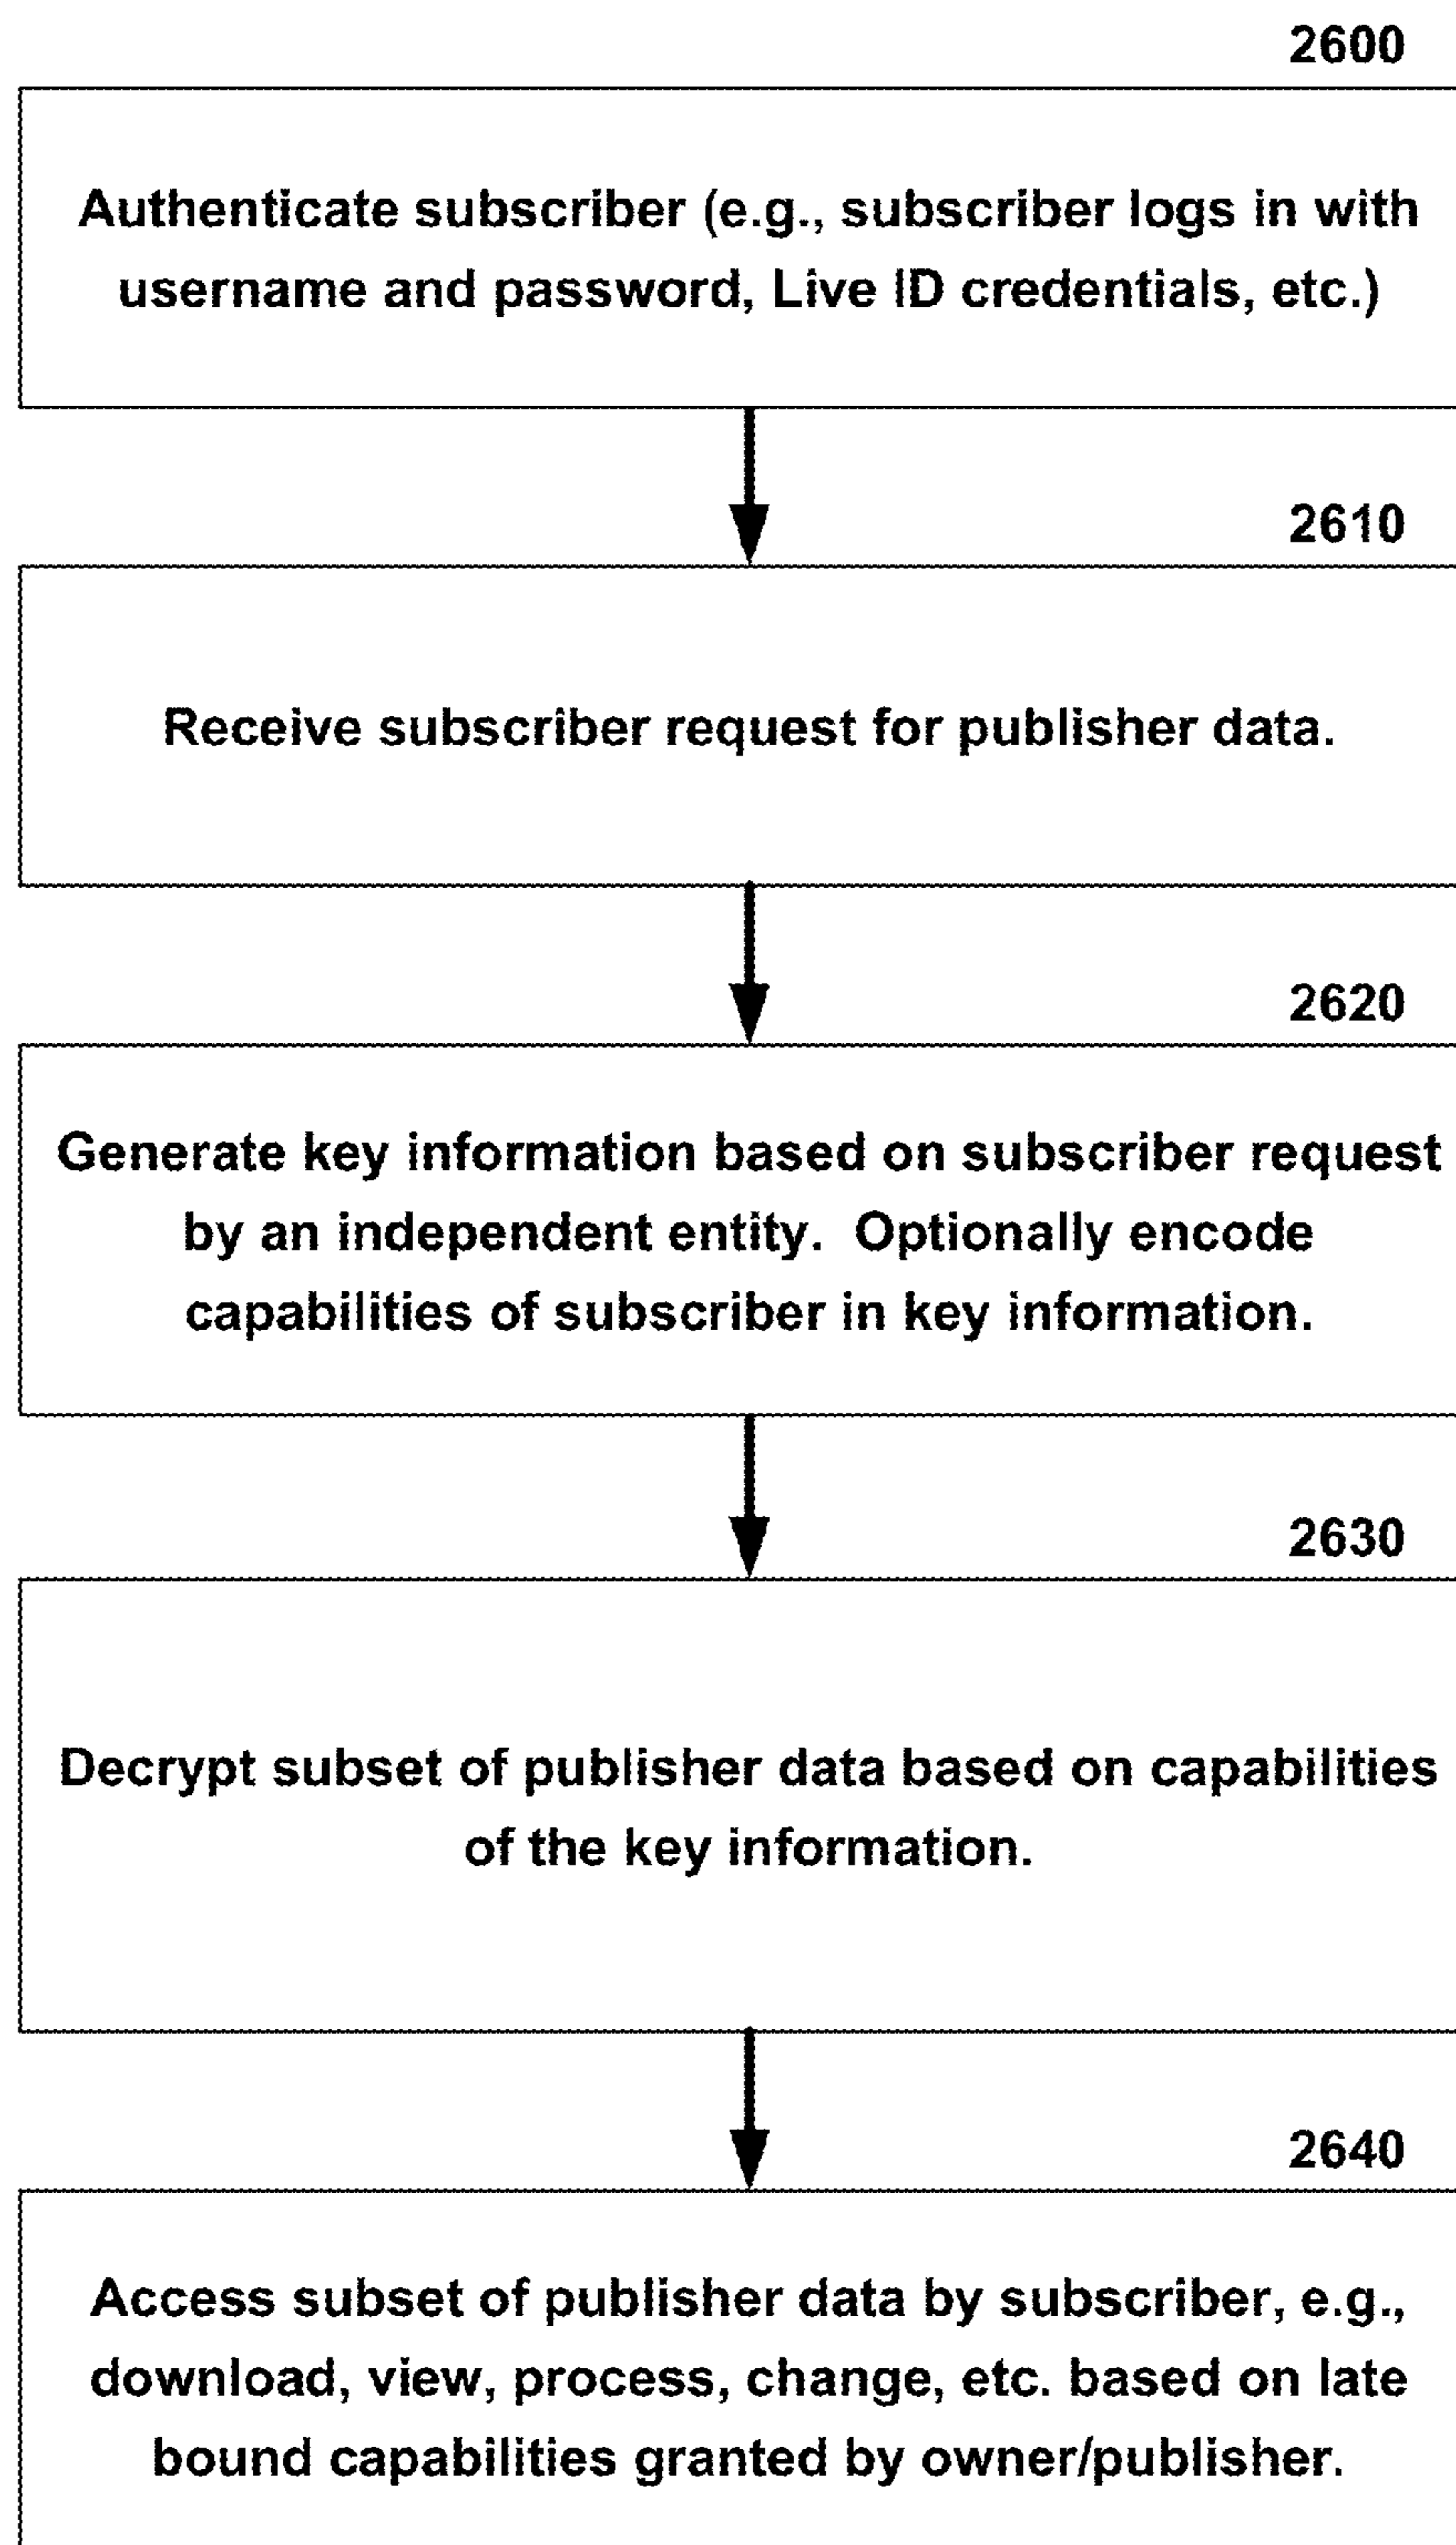 2600
Authenticate subscriber (e.g., subscriber logs in with
username and password, Live ID credentials, etc.)
2610
Receive subscriber request for publisher data.
2620
Generate key information based on subscriber request
by an independent entity.  Optionally encode
capabilities of subscriber in key information.
2630
Decrypt subset of publisher data based on capabilities
of the key information.
2640
Access subset of publisher data by subscriber, e.g.,
download, view, process, change, etc. based on late
bound capabilities granted by owner/publisher.